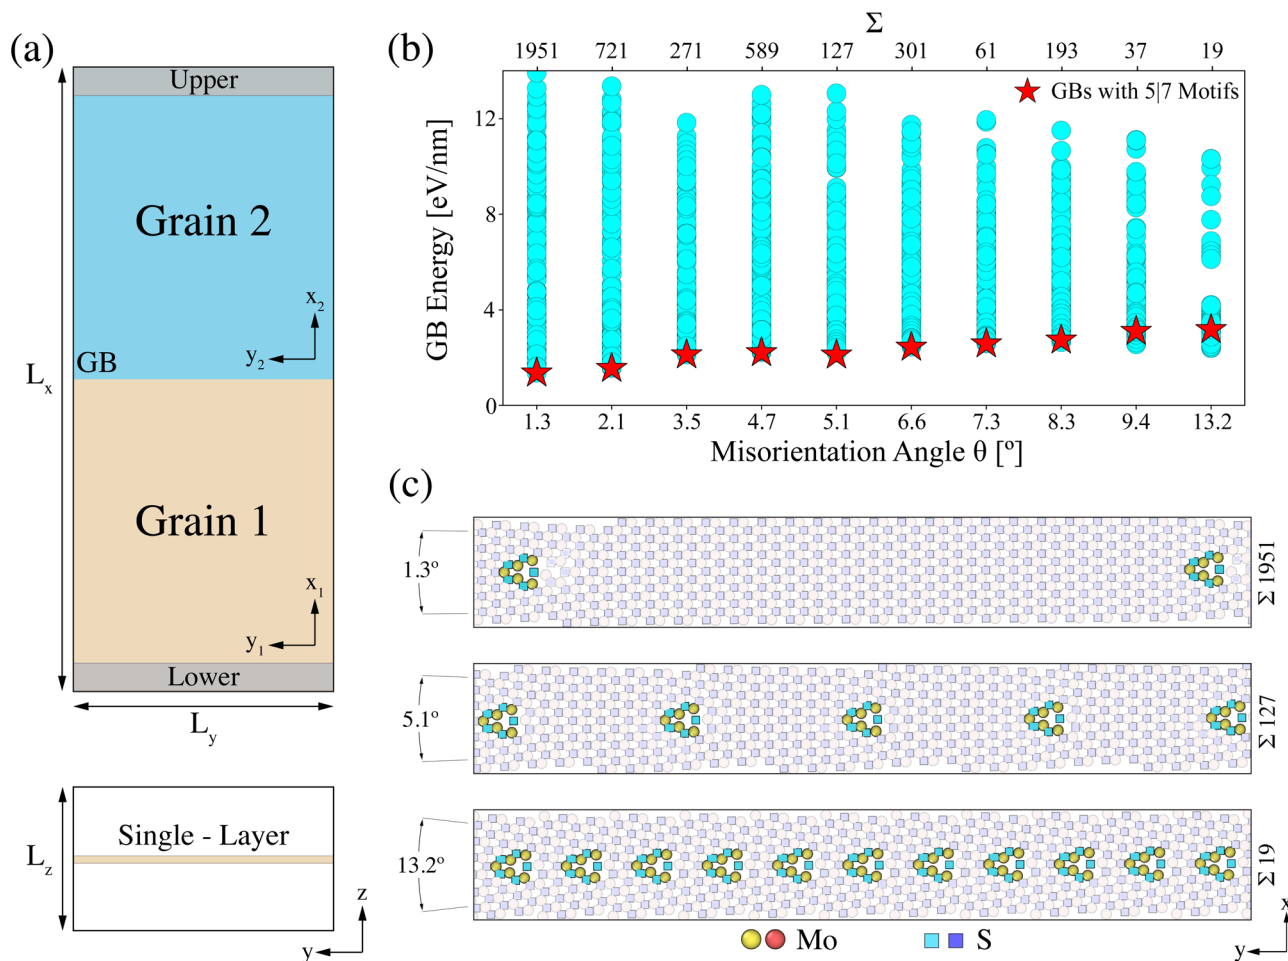 (a)
Upper
Grain 2
x2
y2
GB
Lx
Grain 1
x1
y1
Lower
Ly
Single - Layer
Lz
z
y
(b)
Σ
1951 721 271 589 127 301 61 193 37 19
GBs with 5|7 Motifs
GB Energy [eV/nm]
12
8
4
0
1.3 2.1 3.5 4.7 5.1 6.6 7.3 8.3 9.4 13.2
Misorientation Angle θ [º]
(c)
1.3º
Σ 1951
5.1º
Σ 127
13.2º
Σ 19
Mo S
x
y